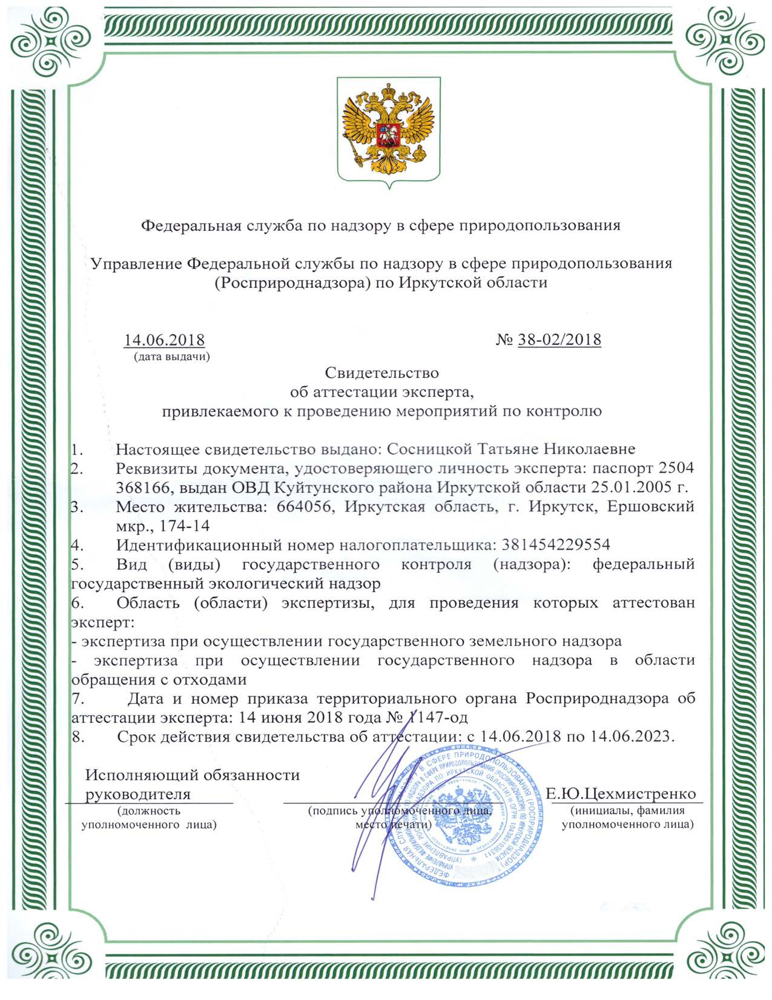 Федеральная служба по надзору в сфере природопользования
Управление Федеральной службы по надзору в сфере природопользования
(Росприроднадзора) по Иркутской области
14.06.2018 № 38-02/2018
(дата выдачи)
Свидетельство
об аттестации эксперта,
привлекаемого к проведению мероприятий по контролю
1. Настоящее свидетельство выдано: Сосницкой Татьяне Николаевне
2. Реквизиты документа, удостоверяющего личность эксперта: паспорт 2504
368166, выдан ОВД Куйтунского района Иркутской области 25.01.2005 г.
3. Место жительства: 664056, Иркутская область, г. Иркутск, Ершовский
мкр., 174-14
4. Идентификационный номер налогоплательщика: 381454229554
5. Вид (виды) государственного контроля (надзора): федеральный
государственный экологический надзор
6. Область (области) экспертизы, для проведения которых аттестован
эксперт:
- экспертиза при осуществлении государственного земельного надзора
- экспертиза при осуществлении государственного надзора в области
обращения с отходами
7. Дата и номер приказа территориального органа Росприроднадзора об
аттестации эксперта: 14 июня 2018 года № 1147-од
8. Срок действия свидетельства об аттестации: с 14.06.2018 по 14.06.2023.
Исполняющий обязанности
руководителя Е.Ю.Цехмистренко
(должность (подпись уполномоченного лица, (инициалы, фамилия
уполномоченного лица) место печати) уполномоченного лица)